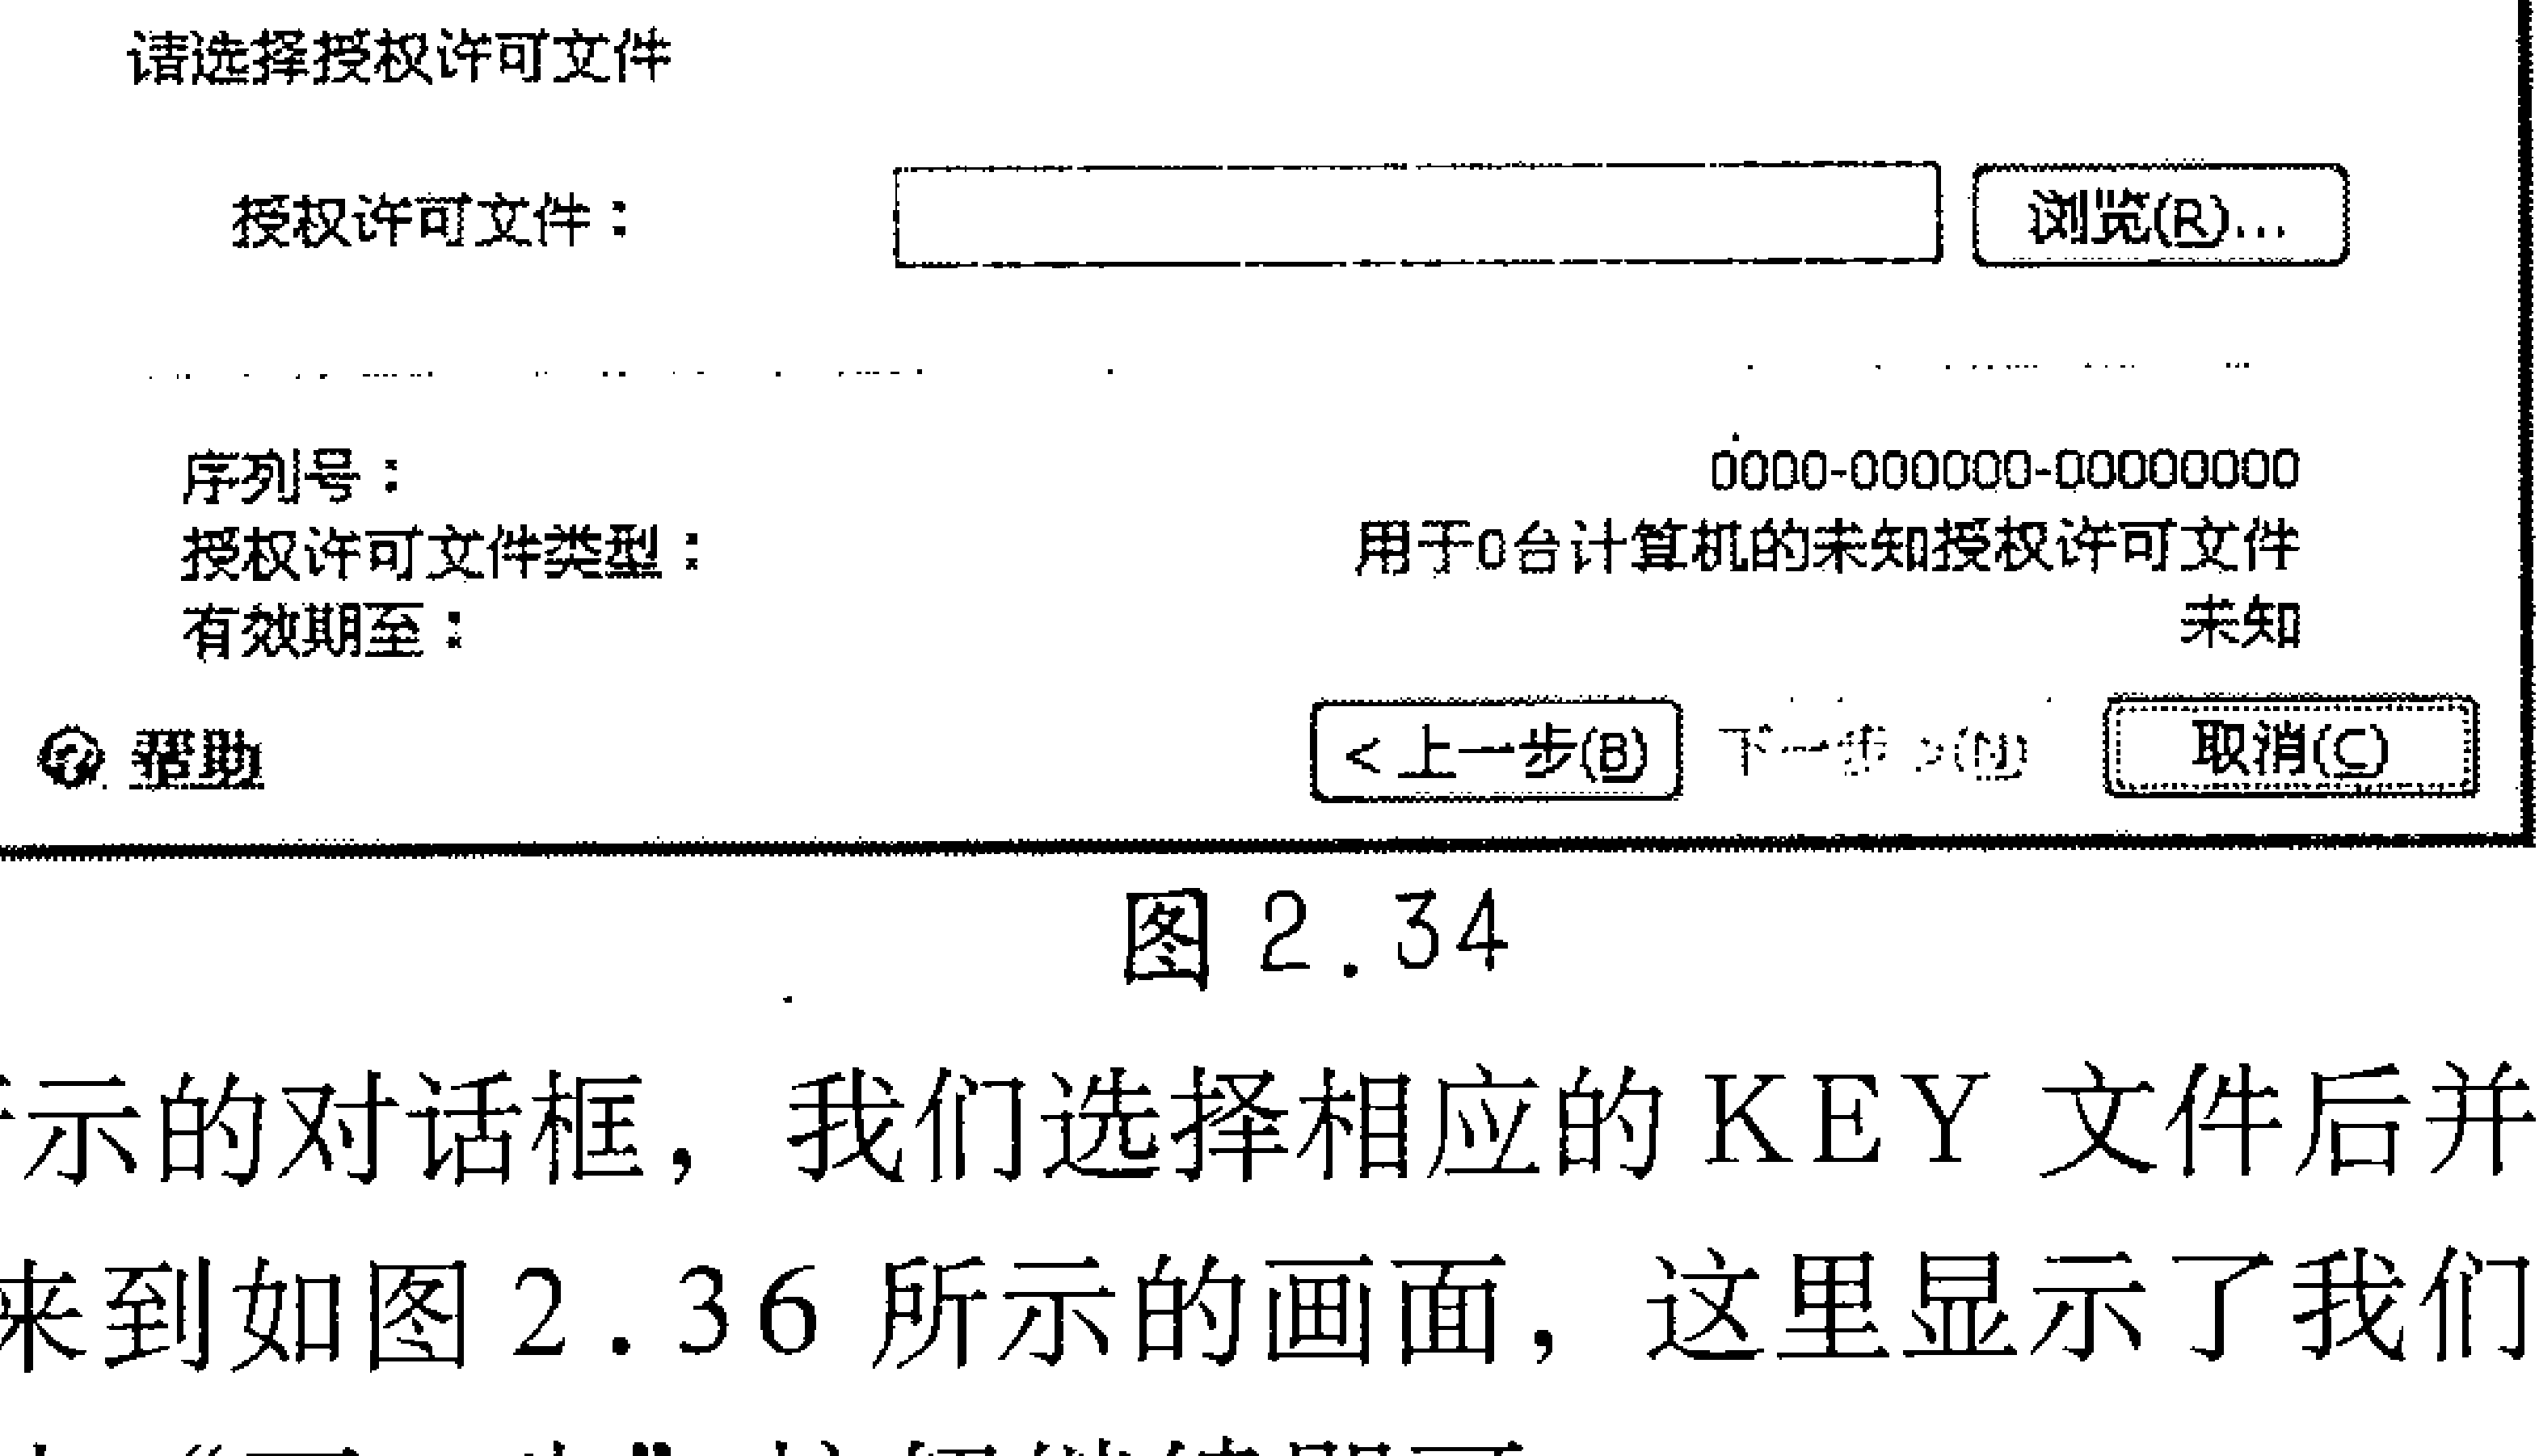 请选择授权许可文件
授权许可文件： 浏览(R)...
序列号： 0000-000000-00000000
授权许可文件类型： 用于0台计算机的未知授权许可文件
有效期至： 未知
帮助 < 上一步(B) 下一步 >(N) 取消(C)
图 2.34
示的对话框，我们选择相应的 KEY 文件后并
来到如图 2.36 所示的画面，这里显示了我们